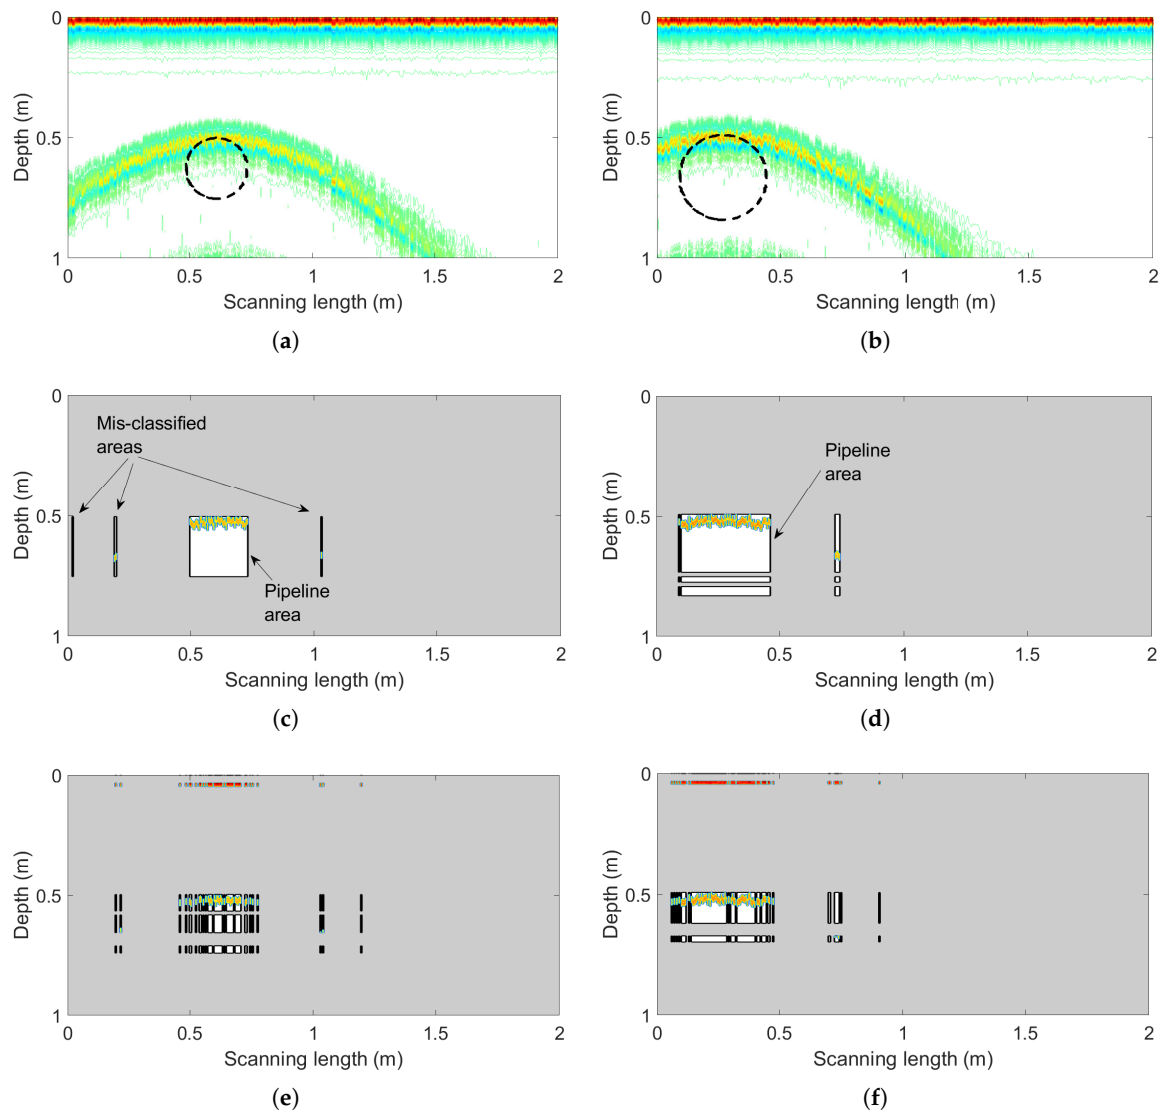 0
0.5
1
Depth (m)
0 0.5 1 1.5 2
Scanning length (m)
(a)
0
0.5
1
Depth (m)
0 0.5 1 1.5 2
Scanning length (m)
(b)
0
0.5
1
Depth (m)
Mis-classified
areas
Pipeline
area
0 0.5 1 1.5 2
Scanning length (m)
(c)
0
0.5
1
Depth (m)
Pipeline
area
0 0.5 1 1.5 2
Scanning length (m)
(d)
0
0.5
1
Depth (m)
0 0.5 1 1.5 2
Scanning length (m)
(e)
0
0.5
1
Depth (m)
0 0.5 1 1.5 2
Scanning length (m)
(f)